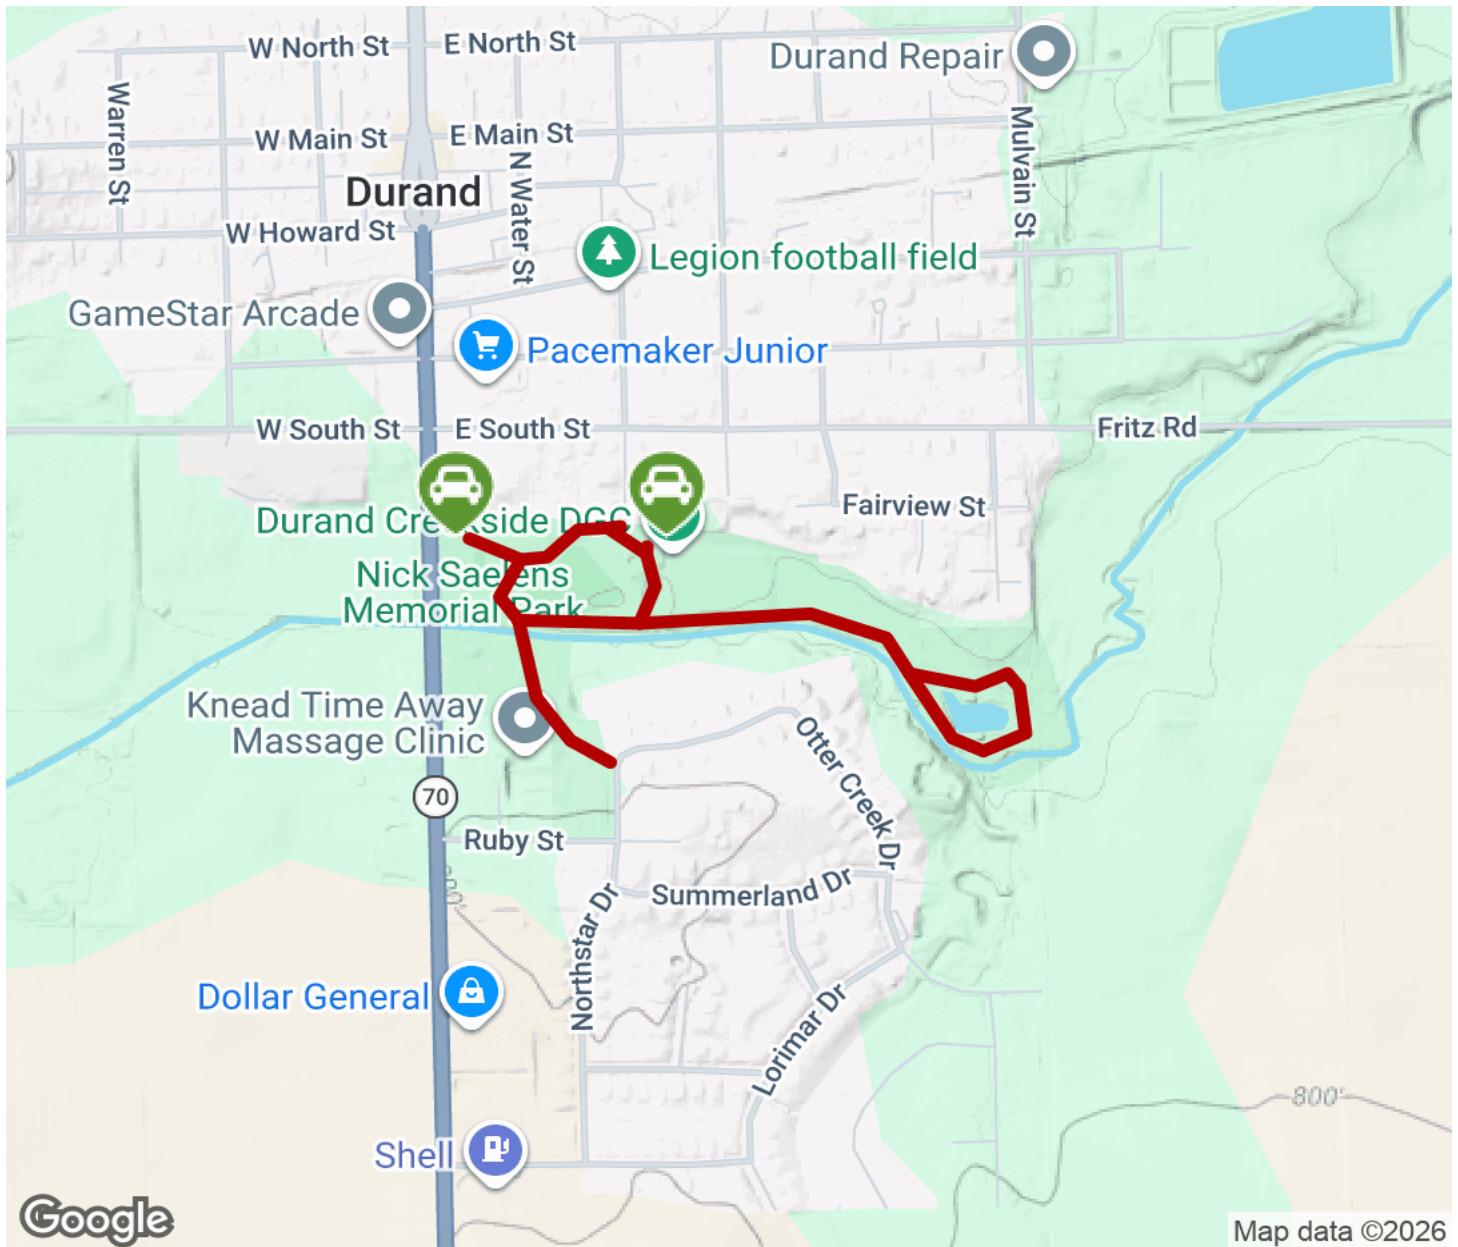 W North St
E North St
Durand Repair
Warren St
W Main St
E Main St
Mulvain St
N Water St
Durand
W Howard St
Legion football field
GameStar Arcade
Pacemaker Junior
W South St
E South St
Fritz Rd
Fairview St
Durand Creekside DGC
Nick Saelens
Memorial Park
Knead Time Away
Massage Clinic
Otter Creek Dr
70
Ruby St
Summerland Dr
Northstar Dr
Dollar General
Lorimar Dr
800'
Shell
Google
Map data ©2026